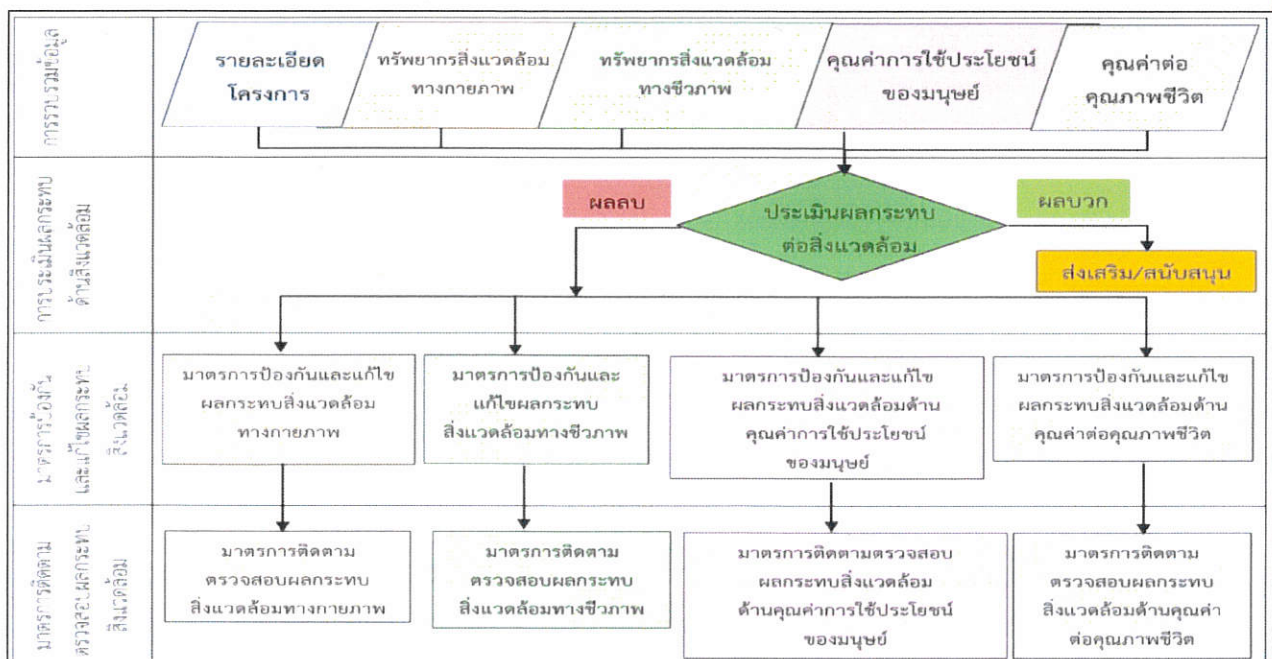 การรวบรวมข้อมูล
รายละเอียด
โครงการ
ทรัพยากรสิ่งแวดล้อม
ทางกายภาพ
ทรัพยากรสิ่งแวดล้อม
ทางชีวภาพ
คุณค่าการใช้ประโยชน์
ของมนุษย์
คุณค่าต่อ
คุณภาพชีวิต
การประเมินผลกระทบ
ด้านสิ่งแวดล้อม
ผลลบ
ประเมินผลกระทบ
ต่อสิ่งแวดล้อม
ผลบวก
ส่งเสริม/สนับสนุน
มาตรการป้องกัน
และแก้ไขผลกระทบ
สิ่งแวดล้อม
มาตรการป้องกันและแก้ไข
ผลกระทบสิ่งแวดล้อม
ทางกายภาพ
มาตรการป้องกันและ
แก้ไขผลกระทบ
สิ่งแวดล้อมทางชีวภาพ
มาตรการป้องกันและแก้ไข
ผลกระทบสิ่งแวดล้อมด้าน
คุณค่าการใช้ประโยชน์
ของมนุษย์
มาตรการป้องกันและแก้ไข
ผลกระทบสิ่งแวดล้อมด้าน
คุณค่าต่อคุณภาพชีวิต
มาตรการติดตาม
ตรวจสอบผลกระทบ
สิ่งแวดล้อม
มาตรการติดตาม
ตรวจสอบผลกระทบ
สิ่งแวดล้อมทางกายภาพ
มาตรการติดตาม
ตรวจสอบผลกระทบ
สิ่งแวดล้อมทางชีวภาพ
มาตรการติดตามตรวจสอบ
ผลกระทบสิ่งแวดล้อม
ด้านคุณค่าการใช้ประโยชน์
ของมนุษย์
มาตรการติดตาม
ตรวจสอบผลกระทบ
สิ่งแวดล้อมด้านคุณค่า
ต่อคุณภาพชีวิต